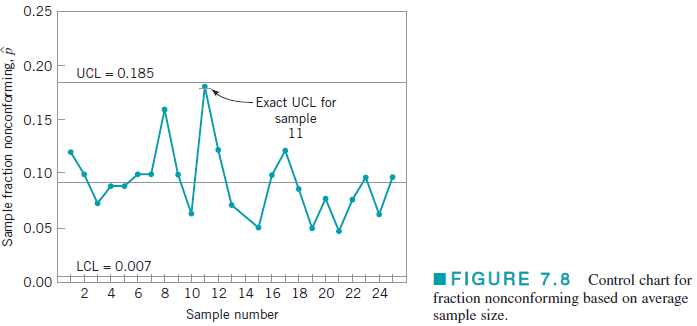 Sample fraction nonconforming, p̂
0.25
0.20
0.15
0.10
0.05
0.00
UCL = 0.185
Exact UCL for
sample
11
LCL = 0.007
2 4 6 8 10 12 14 16 18 20 22 24
Sample number
FIGURE 7.8 Control chart for
fraction nonconforming based on average
sample size.